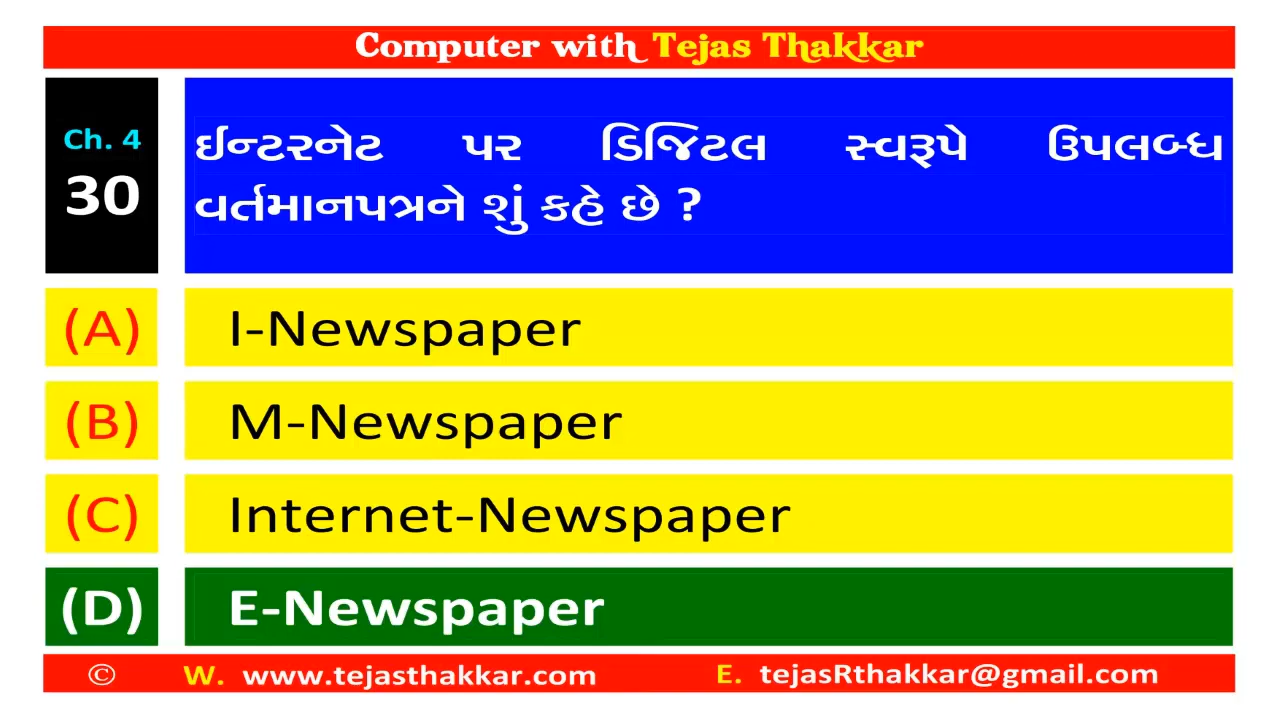 Computer with Tejas Thakkar
Ch. 4
30
ઈન્ટરનેટ પર ડિજિટલ સ્વરૂપે ઉપલબ્ધ
વર્તમાનપત્રને શું કહે છે ?
(A) I-Newspaper
(B) M-Newspaper
(C) Internet-Newspaper
(D) E-Newspaper
© W. www.tejasthakkar.com E. tejasRthakkar@gmail.com